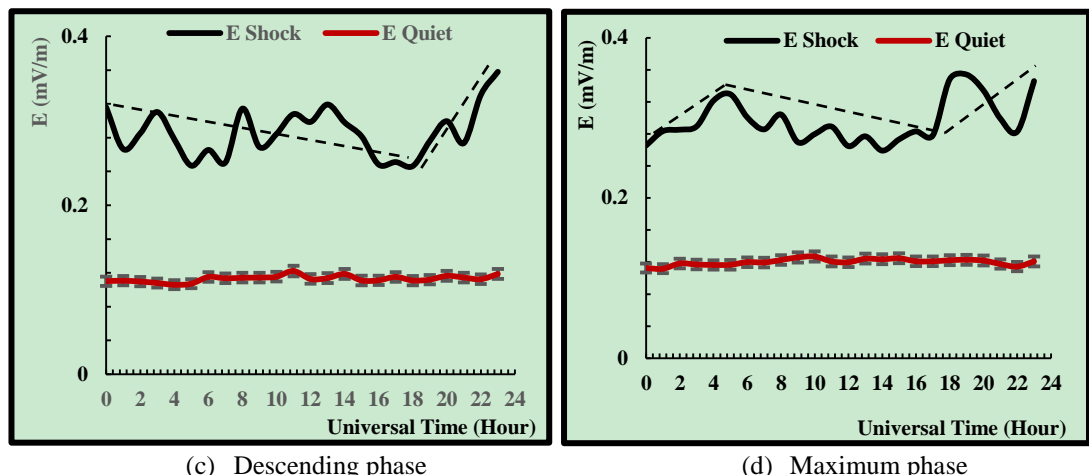 0.4
E Shock E Quiet
E (mV/m)
0.2
0
0 2 4 6 8 10 12 14 16 18 20 22 24
Universal Time (Hour)
(c) Descending phase
0.4
E Shock E Quiet
E (mV/m)
0.2
0
0 2 4 6 8 10 12 14 16 18 20 22 24
Universal Time (Hour)
(d) Maximum phase